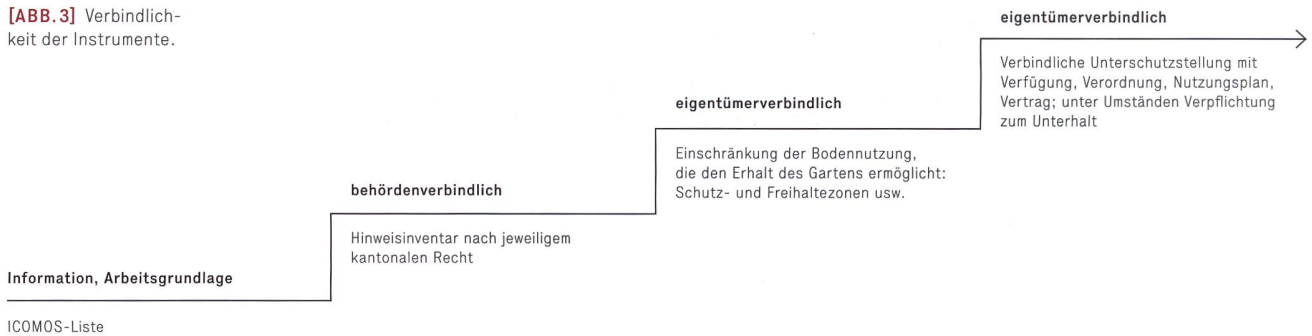 [ABB.3] Verbindlich-
keit der Instrumente.
Information, Arbeitsgrundlage
ICOMOS-Liste
behördenverbindlich
Hinweisinventar nach jeweiligem
kantonalen Recht
eigentümerverbindlich
Einschränkung der Bodennutzung,
die den Erhalt des Gartens ermöglicht:
Schutz- und Freihaltezonen usw.
eigentümerverbindlich
Verbindliche Unterschutzstellung mit
Verfügung, Verordnung, Nutzungsplan,
Vertrag; unter Umständen Verpflichtung
zum Unterhalt